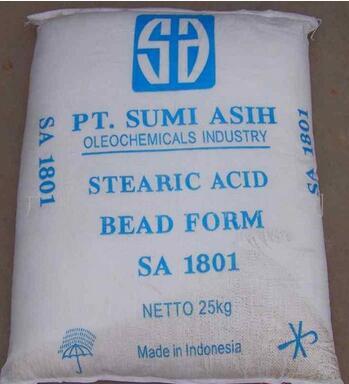 SA
PT. SUMI ASIH
OLEOCHEMICALS INDUSTRY
SA 1801
SA 1801
STEARIC ACID
BEAD FORM
SA 1801
NETTO 25kg
Made in Indonesia